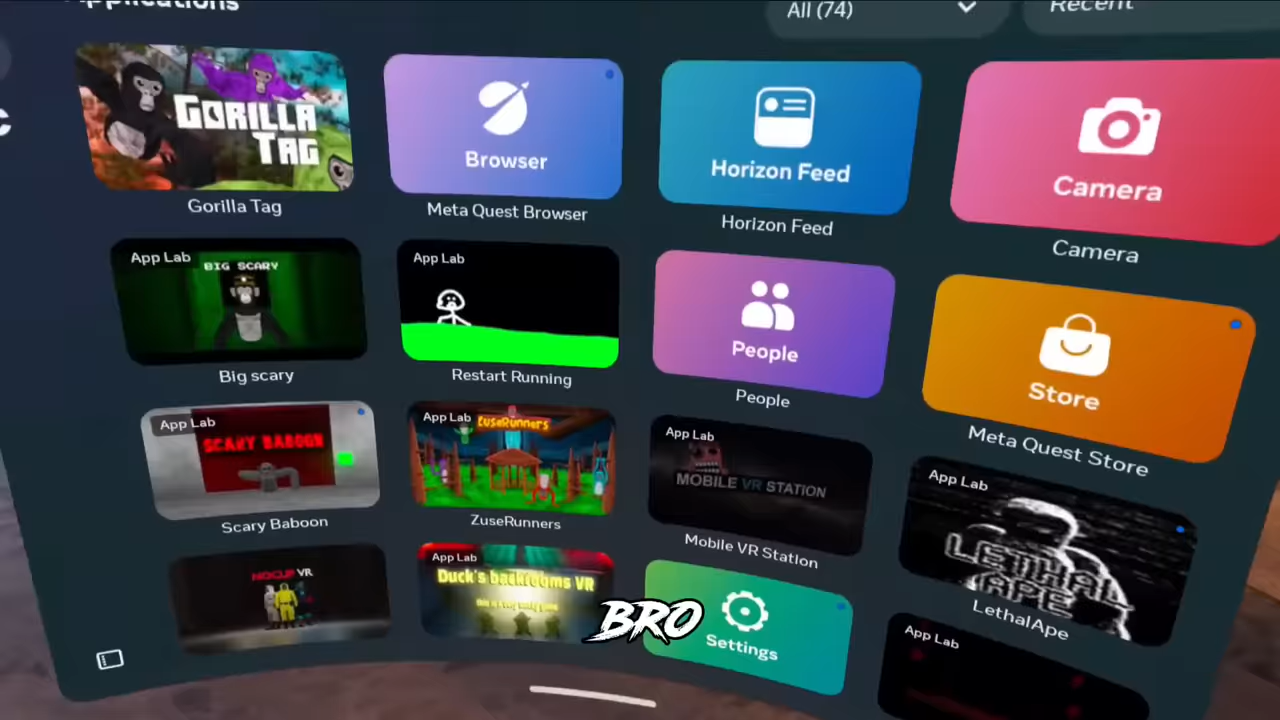 Applications
All (74)
Recent
GORILLA
TAG
Gorilla Tag
Browser
Meta Quest Browser
Horizon Feed
Horizon Feed
Camera
Camera
App Lab
BIG SCARY
Big scary
App Lab
Restart Running
People
People
Store
Meta Quest Store
App Lab
SCARY BABOON
Scary Baboon
App Lab
ZUSERUNNERS
ZuseRunners
App Lab
MOBILE VR STATION
Mobile VR Station
App Lab
LETHAL
APE
LethalApe
VR
App Lab
Duck's backrooms VR
BRO
Settings
App Lab